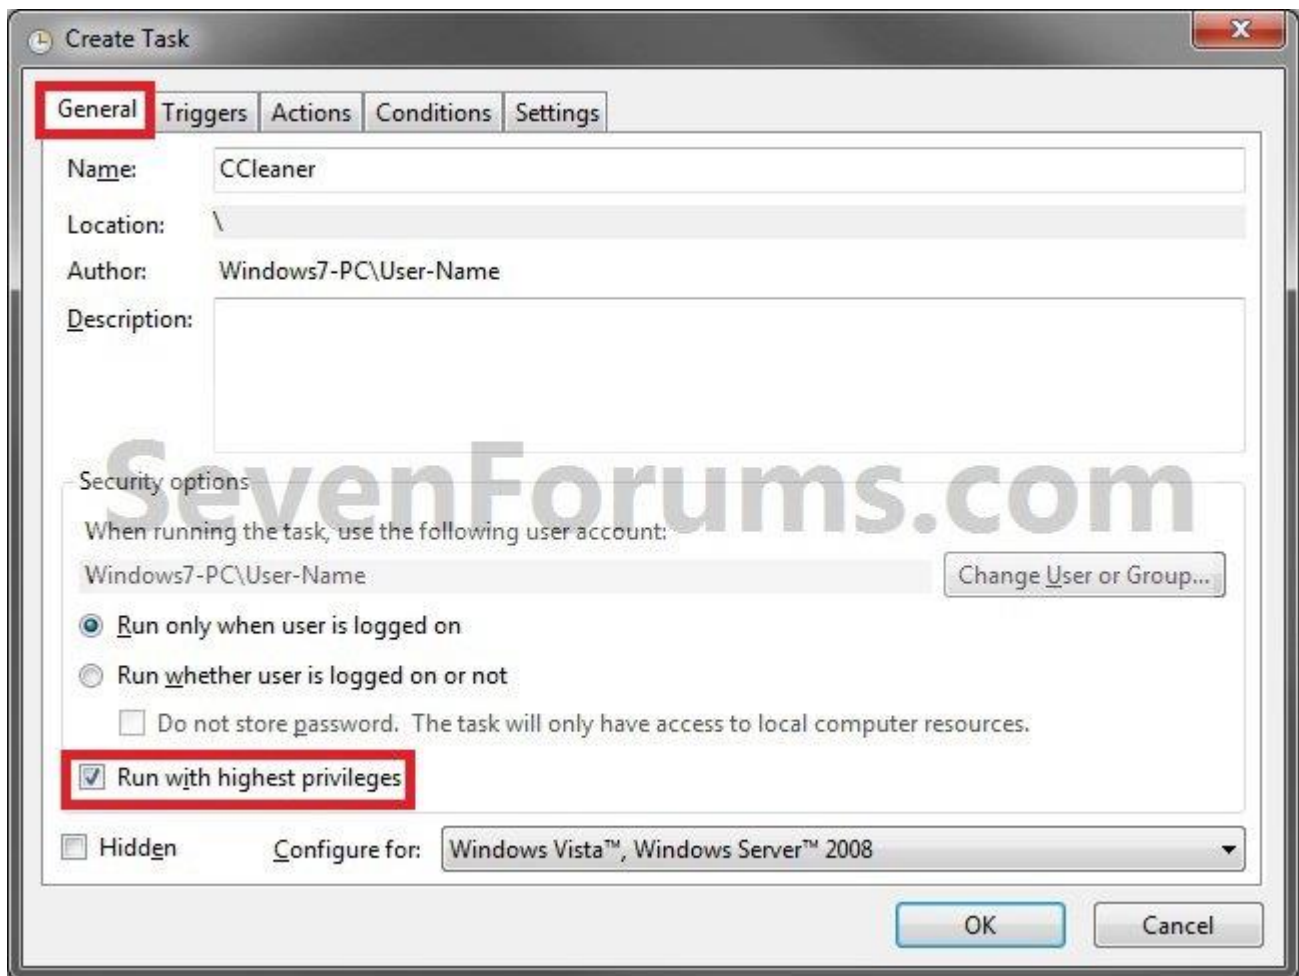 Create Task
X
General Triggers Actions Conditions Settings
Name: CCleaner
Location: \
Author: Windows7-PC\User-Name
Description:
SevenForums.com
Security options
When running the task, use the following user account:
Windows7-PC\User-Name Change User or Group...
Run only when user is logged on
Run whether user is logged on or not
Do not store password. The task will only have access to local computer resources.
Run with highest privileges
Hidden Configure for: Windows Vista™, Windows Server™ 2008
OK Cancel